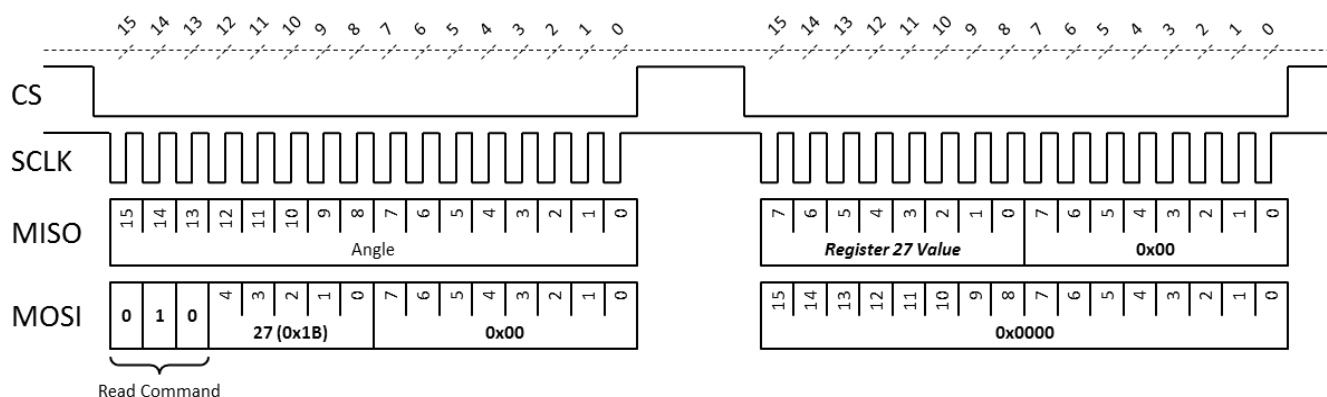 15 14 13 12 11 10 9 8 7 6 5 4 3 2 1 0 15 14 13 12 11 10 9 8 7 6 5 4 3 2 1 0
CS
SCLK
MISO
15 14 13 12 11 10 9 8 7 6 5 4 3 2 1 0 7 6 5 4 3 2 1 0 7 6 5 4 3 2 1 0
Angle Register 27 Value 0x00
MOSI
0 1 0 4 3 2 1 0 7 6 5 4 3 2 1 0 15 14 13 12 11 10 9 8 7 6 5 4 3 2 1 0
27 (0x1B) 0x00 0x0000
Read Command